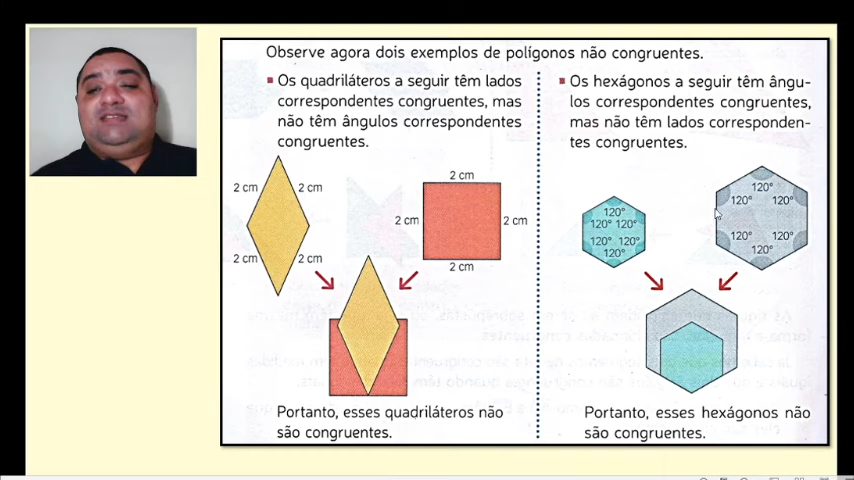 Observe agora dois exemplos de polígonos não congruentes.
Os quadriláteros a seguir têm lados
correspondentes congruentes, mas
não têm ângulos correspondentes
congruentes.
2 cm 2 cm
2 cm 2 cm
2 cm
2 cm 2 cm
2 cm
Portanto, esses quadriláteros não
são congruentes.
Os hexágonos a seguir têm ângu-
los correspondentes congruentes,
mas não têm lados corresponden-
tes congruentes.
120°
120° 120°
120° 120°
120°
120°
120° 120°
120° 120°
120°
Portanto, esses hexágonos não
são congruentes.